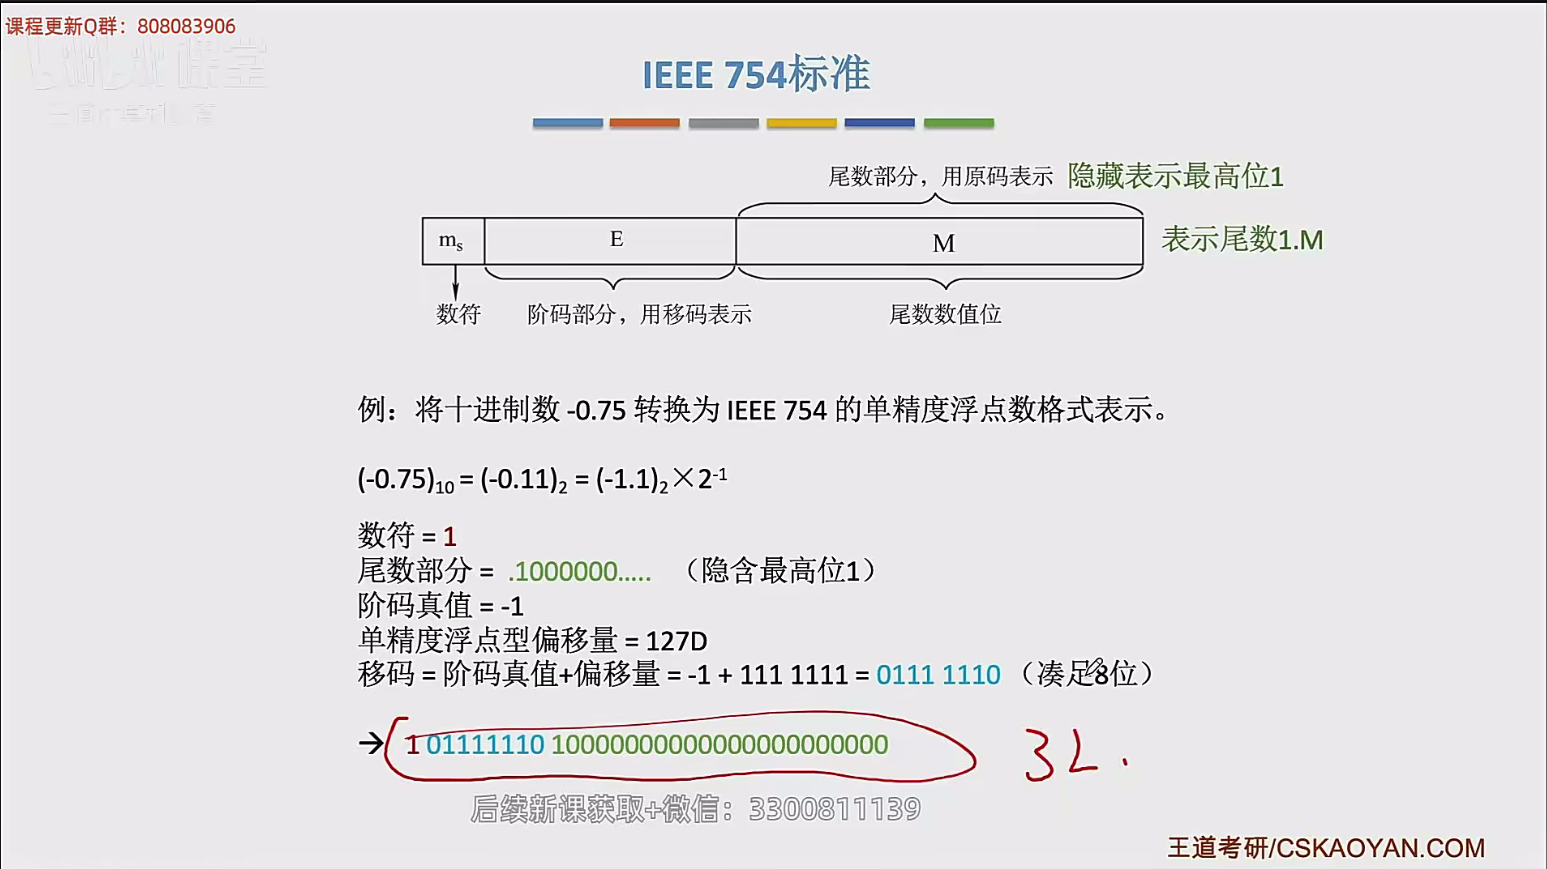 课程更新Q群：808083906
IEEE 754标准
尾数部分，用原码表示 隐藏表示最高位1
mₛ E M 表示尾数1.M
数符 阶码部分，用移码表示 尾数数值位
例：将十进制数 -0.75 转换为 IEEE 754 的单精度浮点数格式表示。
(-0.75)₁₀ = (-0.11)₂ = (-1.1)₂×2⁻¹
数符 = 1
尾数部分 = .1000000..... （隐含最高位1）
阶码真值 = -1
单精度浮点型偏移量 = 127D
移码 = 阶码真值+偏移量 = -1 + 111 1111 = 0111 1110 （凑足8位）
→ 1 01111110 10000000000000000000000
后续新课获取+微信：3300811139
王道考研/CSKAOYAN.COM